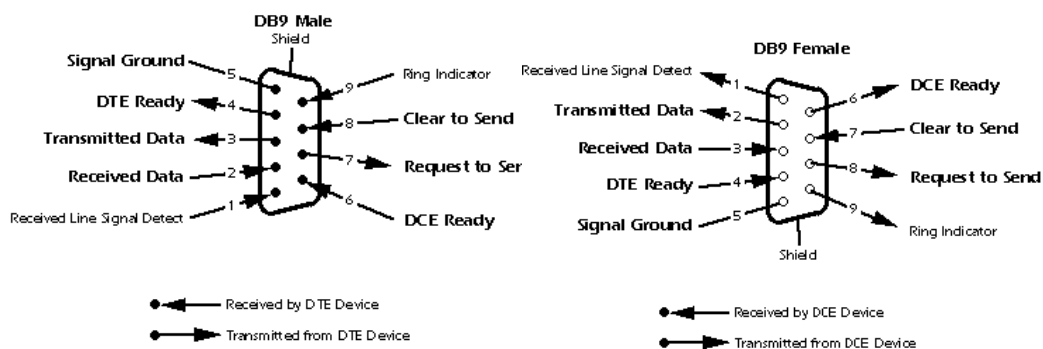 DB9 Male
Shield
Signal Ground
5
DTE Ready
4
Transmitted Data
3
Received Data
2
Received Line Signal Detect
1
9
Ring Indicator
8
Clear to Send
7
Request to Ser
6
DCE Ready
Received by DTE Device
Transmitted from DTE Device
DB9 Female
Received Line Signal Detect
1
Transmitted Data
2
Received Data
3
DTE Ready
4
Signal Ground
5
6
DCE Ready
7
Clear to Send
8
Request to Send
9
Ring Indicator
Shield
Received by DCE Device
Transmitted from DCE Device